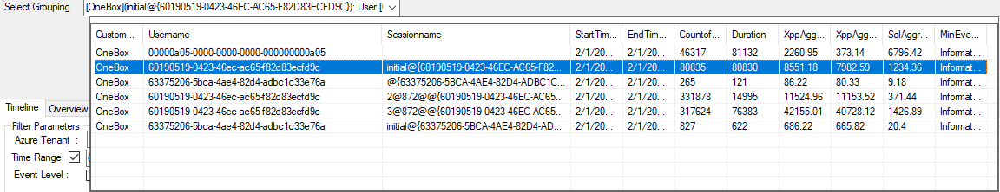 Select Grouping [OneBox](initial@{60190519-0423-46EC-AC65-F82D83ECFD9C}): User [
Custom... Username Sessionname StartTim... EndTim... Countof... Duration XppAgg... XppAgg... SqlAggr... MinEve...
OneBox 00000a05-0000-0000-0000-000000000a05 2/1/20... 2/1/20... 46317 81132 2260.95 373.14 6796.42 Informat...
OneBox 60190519-0423-46ec-ac65f82d83ecfd9c initial@{60190519-0423-46EC-AC65-F82... 2/1/20... 2/1/20... 80835 80830 8551.18 7982.59 1234.36 Informat...
OneBox 63375206-5bca-4ae4-82d4-adbc1c33e76a @{63375206-5BCA-4AE4-82D4-ADBC1C... 2/1/20... 2/1/20... 265 121 86.22 80.33 9.18 Informat...
OneBox 60190519-0423-46ec-ac65f82d83ecfd9c 2@872@@{60190519-0423-46EC-AC65... 2/1/20... 2/1/20... 331878 14995 11524.96 11153.52 371.44 Informat...
OneBox 60190519-0423-46ec-ac65f82d83ecfd9c 3@872@@{60190519-0423-46EC-AC65... 2/1/20... 2/1/20... 317624 76383 42155.01 40728.12 1426.89 Informat...
OneBox 63375206-5bca-4ae4-82d4-adbc1c33e76a initial@{63375206-5BCA-4AE4-82D4-AD... 2/1/20... 2/1/20... 827 622 686.22 665.82 20.4 Informat...
Timeline Overview
Filter Parameters
Azure Tenant :
Time Range
Event Level :